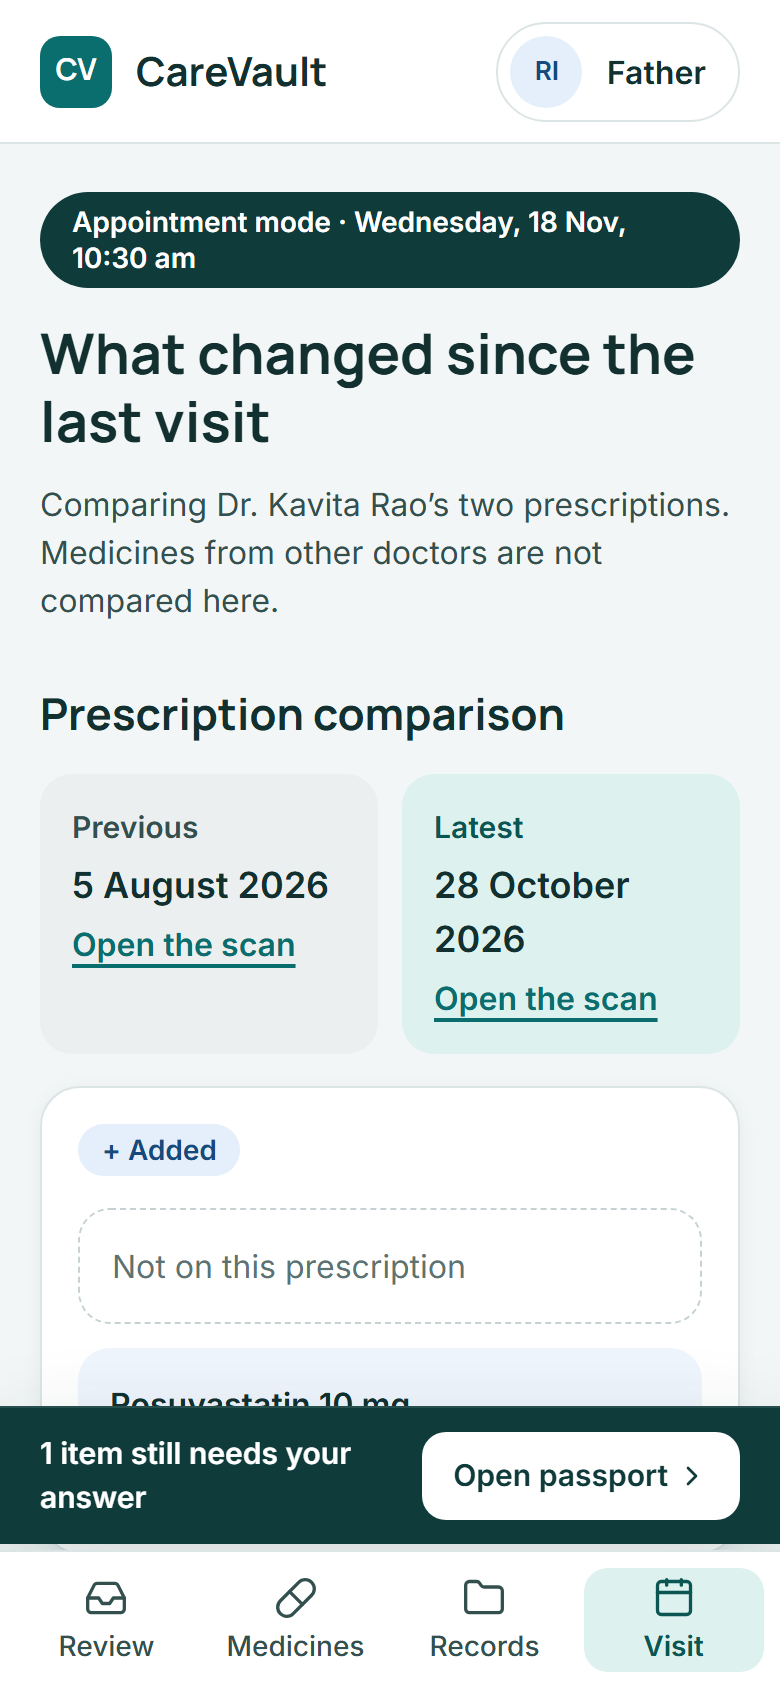 CV
CareVault
RI
Father
Appointment mode · Wednesday, 18 Nov,
10:30 am
What changed since the
last visit
Comparing Dr. Kavita Rao’s two prescriptions.
Medicines from other doctors are not
compared here.
Prescription comparison
Previous
5 August 2026
Open the scan
Latest
28 October
2026
Open the scan
+ Added
Not on this prescription
Rosuvastatin 10 mg
1 item still needs your
answer
Open passport
Review
Medicines
Records
Visit